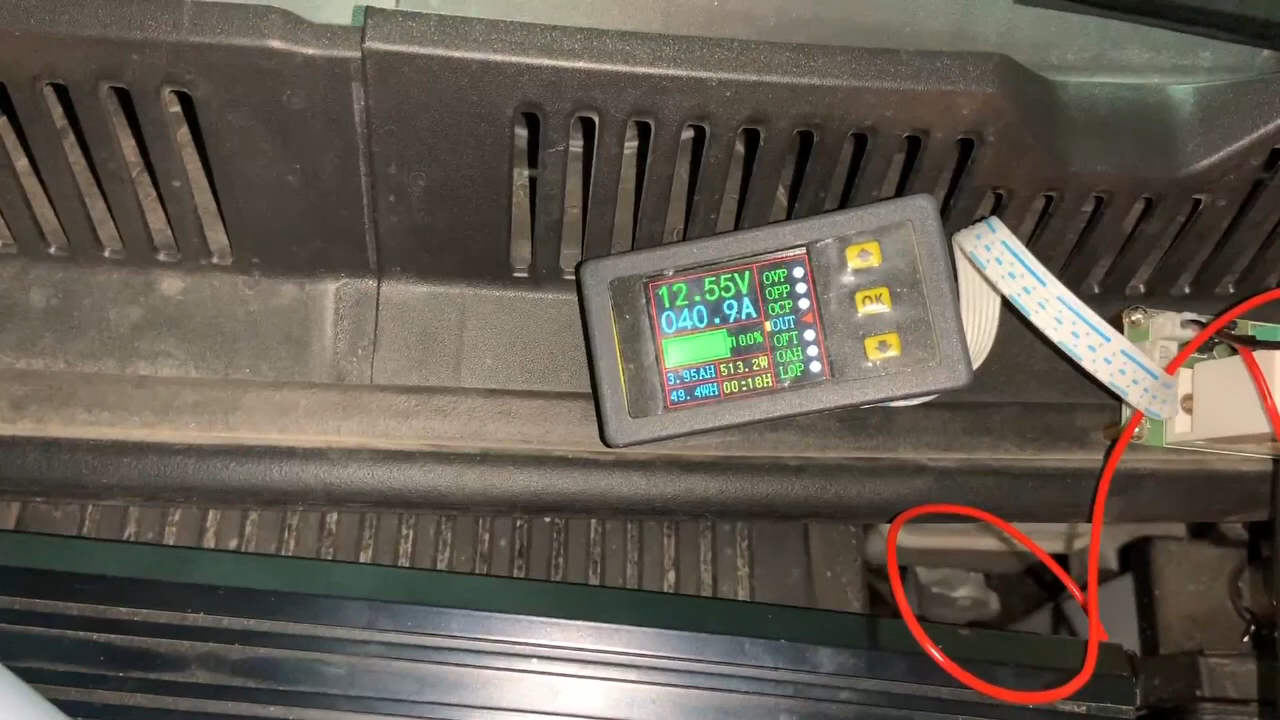 12.55V
040.9A
100%
3.95AH 513.2W
49.4WH 00:18H
OVP
OPP
OCP
OUT
OFT
OAH
LOP
OK